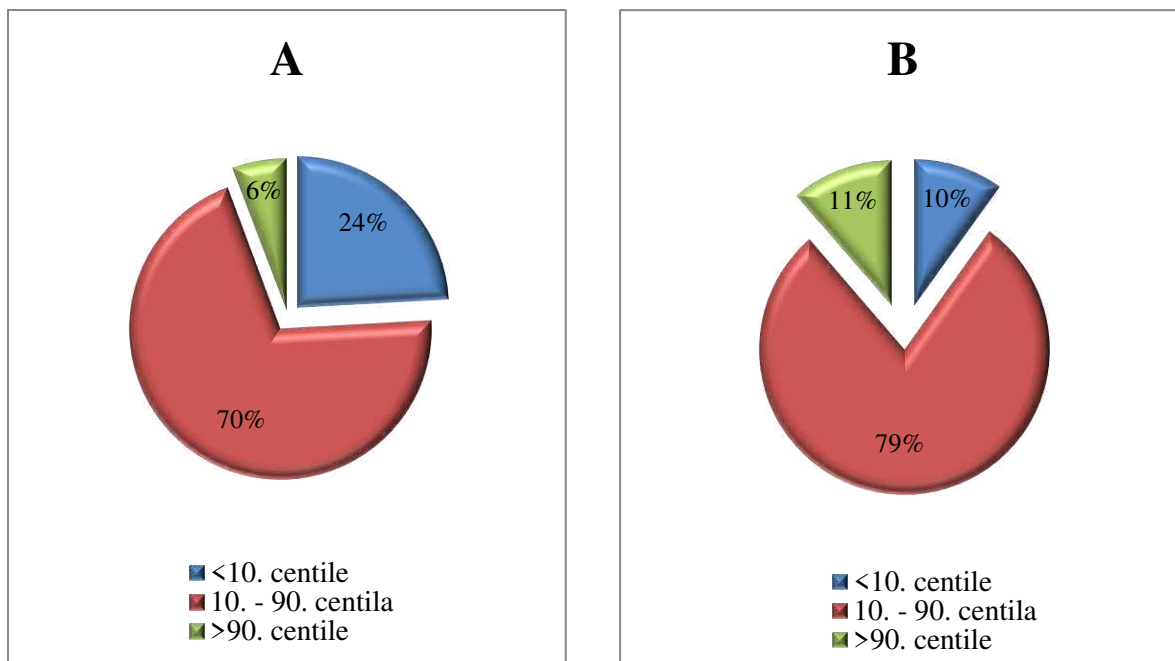 A
6%
24%
70%
<10. centile
10. - 90. centila
>90. centile
B
11%
10%
79%
<10. centile
10. - 90. centila
>90. centile